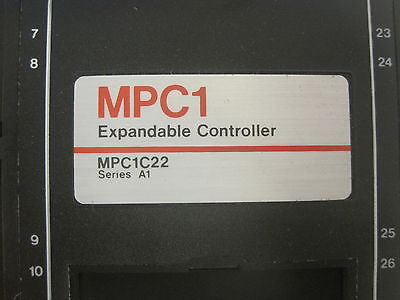 7
8
23
24
MPC1
Expandable Controller
MPC1C22
Series A1
9
10
25
26